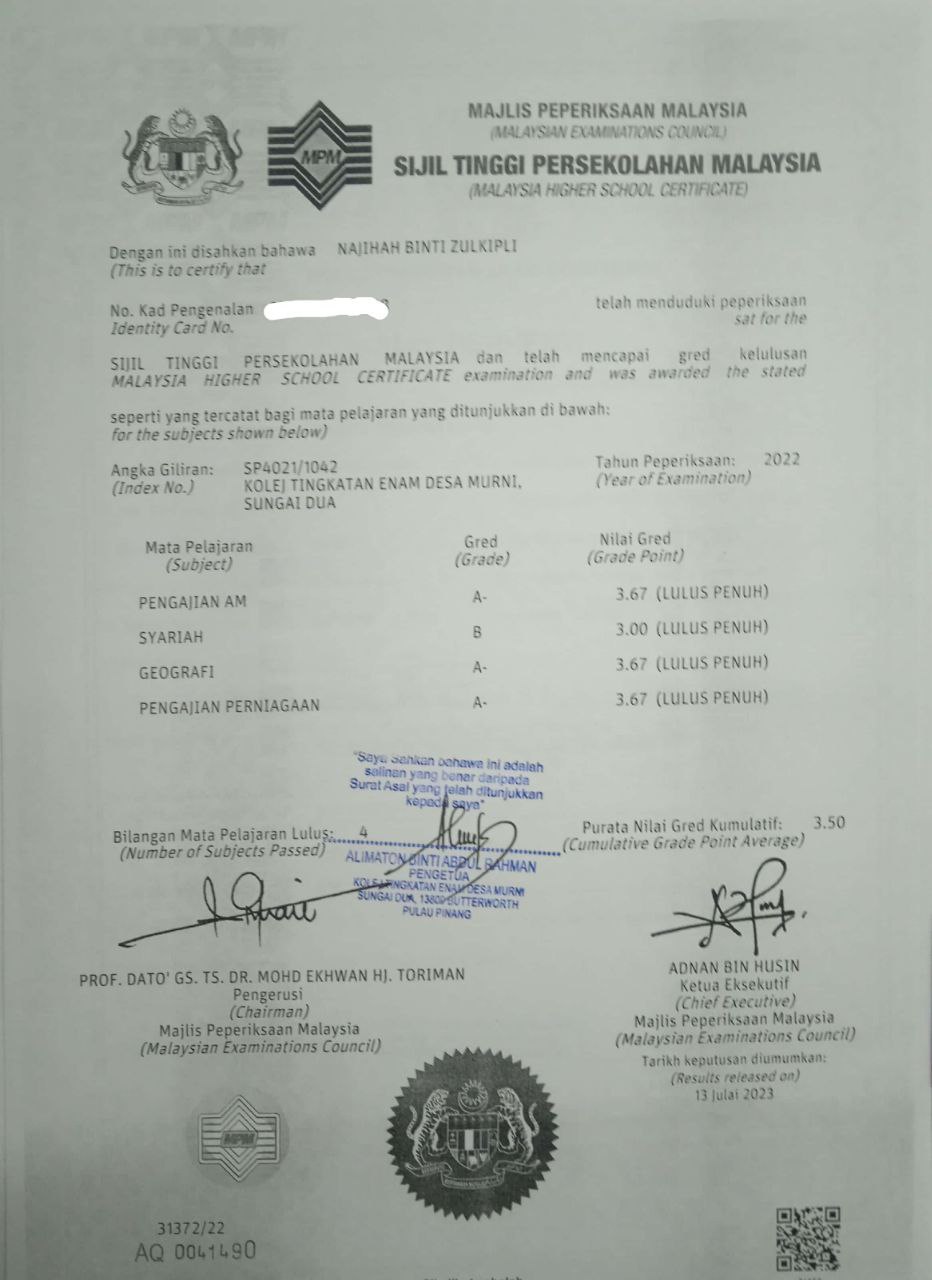 MPM
MAJLIS PEPERIKSAAN MALAYSIA
(MALAYSIAN EXAMINATIONS COUNCIL)
SIJIL TINGGI PERSEKOLAHAN MALAYSIA
(MALAYSIA HIGHER SCHOOL CERTIFICATE)
Dengan ini disahkan bahawa NAJIHAH BINTI ZULKIPLI
(This is to certify that
No. Kad Pengenalan telah menduduki peperiksaan
Identity Card No. sat for the
SIJIL TINGGI PERSEKOLAHAN MALAYSIA dan telah mencapai gred kelulusan
MALAYSIA HIGHER SCHOOL CERTIFICATE examination and was awarded the stated
seperti yang tercatat bagi mata pelajaran yang ditunjukkan di bawah:
for the subjects shown below)
Angka Giliran: SP4021/1042 Tahun Peperiksaan: 2022
(Index No.) KOLEJ TINGKATAN ENAM DESA MURNI, (Year of Examination)
SUNGAI DUA
Mata Pelajaran Gred Nilai Gred
(Subject) (Grade) (Grade Point)
PENGAJIAN AM A- 3.67 (LULUS PENUH)
SYARIAH B 3.00 (LULUS PENUH)
GEOGRAFI A- 3.67 (LULUS PENUH)
PENGAJIAN PERNIAGAAN A- 3.67 (LULUS PENUH)
"Saya Sahkan bahawa ini adalah
salinan yang benar daripada
Surat Asal yang telah ditunjukkan
kepada saya"
Bilangan Mata Pelajaran Lulus: 4 Purata Nilai Gred Kumulatif: 3.50
(Number of Subjects Passed) (Cumulative Grade Point Average)
ALIMATON BINTI ABDUL RAHMAN
PENGETUA
KOLEJ TINGKATAN ENAM DESA MURNI
SUNGAI DUA, 13800 BUTTERWORTH
PULAU PINANG
PROF. DATO' GS. TS. DR. MOHD EKHWAN HJ. TORIMAN
Pengerusi
(Chairman)
Majlis Peperiksaan Malaysia
(Malaysian Examinations Council)
ADNAN BIN HUSIN
Ketua Eksekutif
(Chief Executive)
Majlis Peperiksaan Malaysia
(Malaysian Examinations Council)
Tarikh keputusan diumumkan:
(Results released on)
13 Julai 2023
MPM
31372/22
AQ 0041490